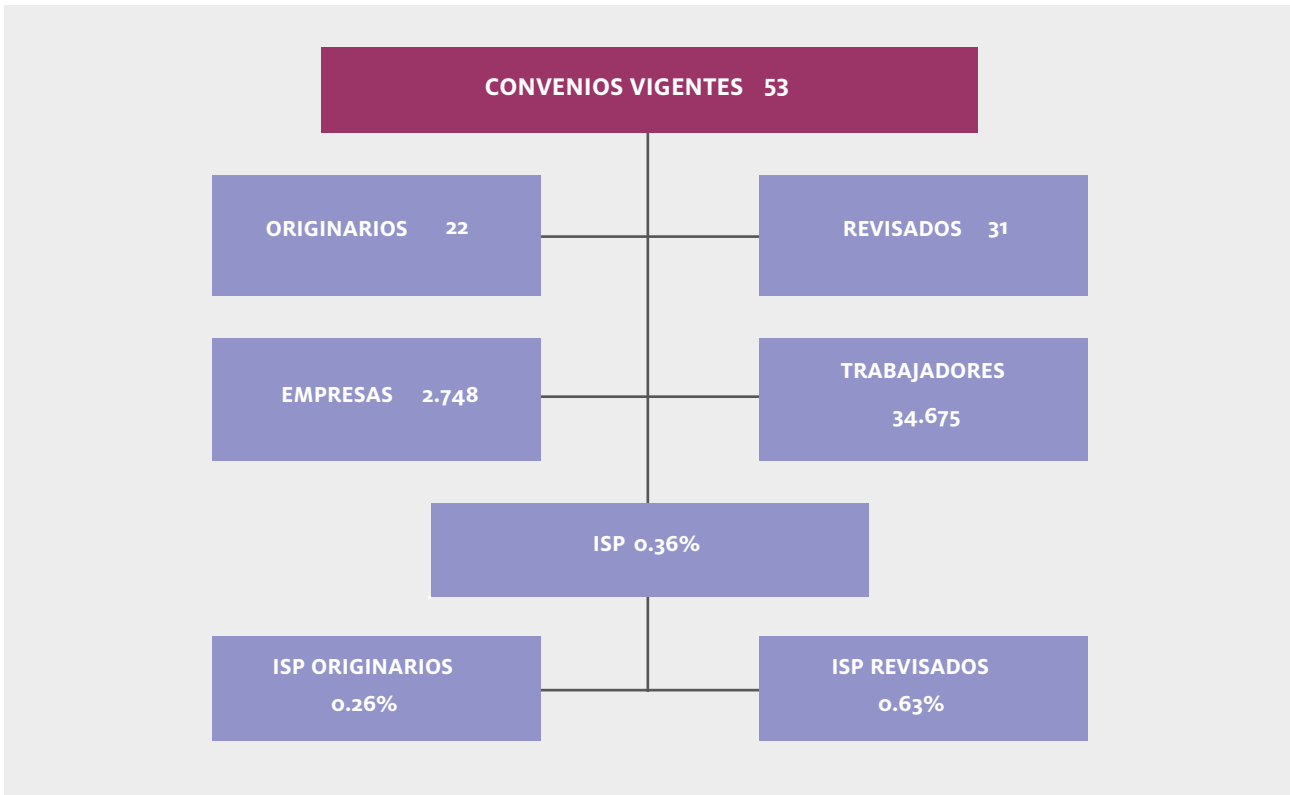 CONVENIOS VIGENTES 53
ORIGINARIOS 22
REVISADOS 31
EMPRESAS 2.748
TRABAJADORES
34.675
ISP 0.36%
ISP ORIGINARIOS
0.26%
ISP REVISADOS
0.63%